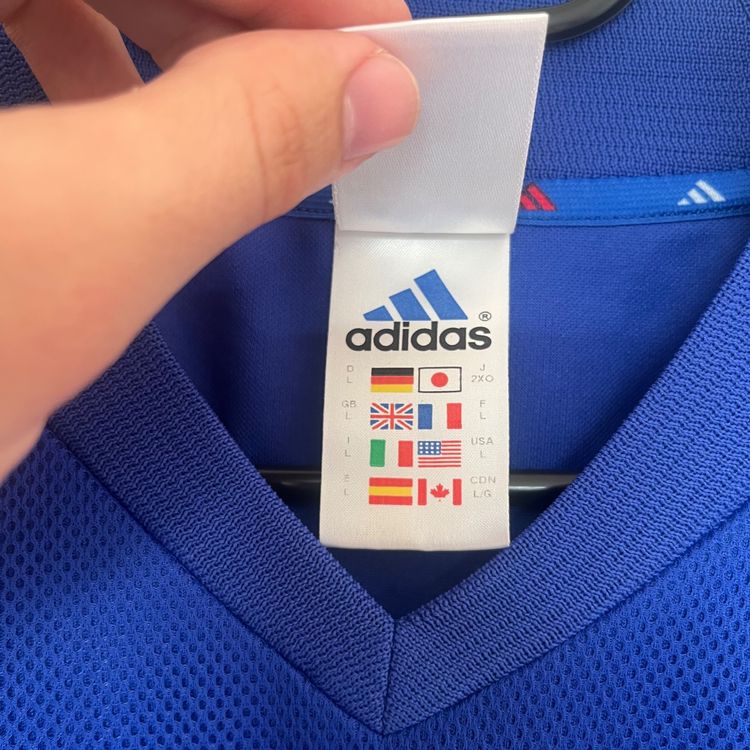 adidas®
D J
L 2XO
GB F
L L
I USA
L L
E CDN
L L/G